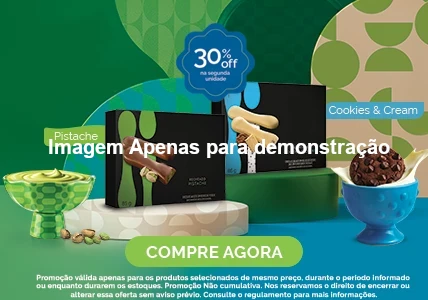 30%
off
na segunda
unidade
Cookies & Cream
Pistache
Imagem Apenas para demonstração
COMPRE AGORA
Promoção válida apenas para os produtos selecionados de mesmo preço, durante o período informado
ou enquanto durarem os estoques. Promoção Não cumulativa. Nos reservamos o direito de encerrar ou
alterar essa oferta sem aviso prévio. Consulte o regulamento para mais informações.